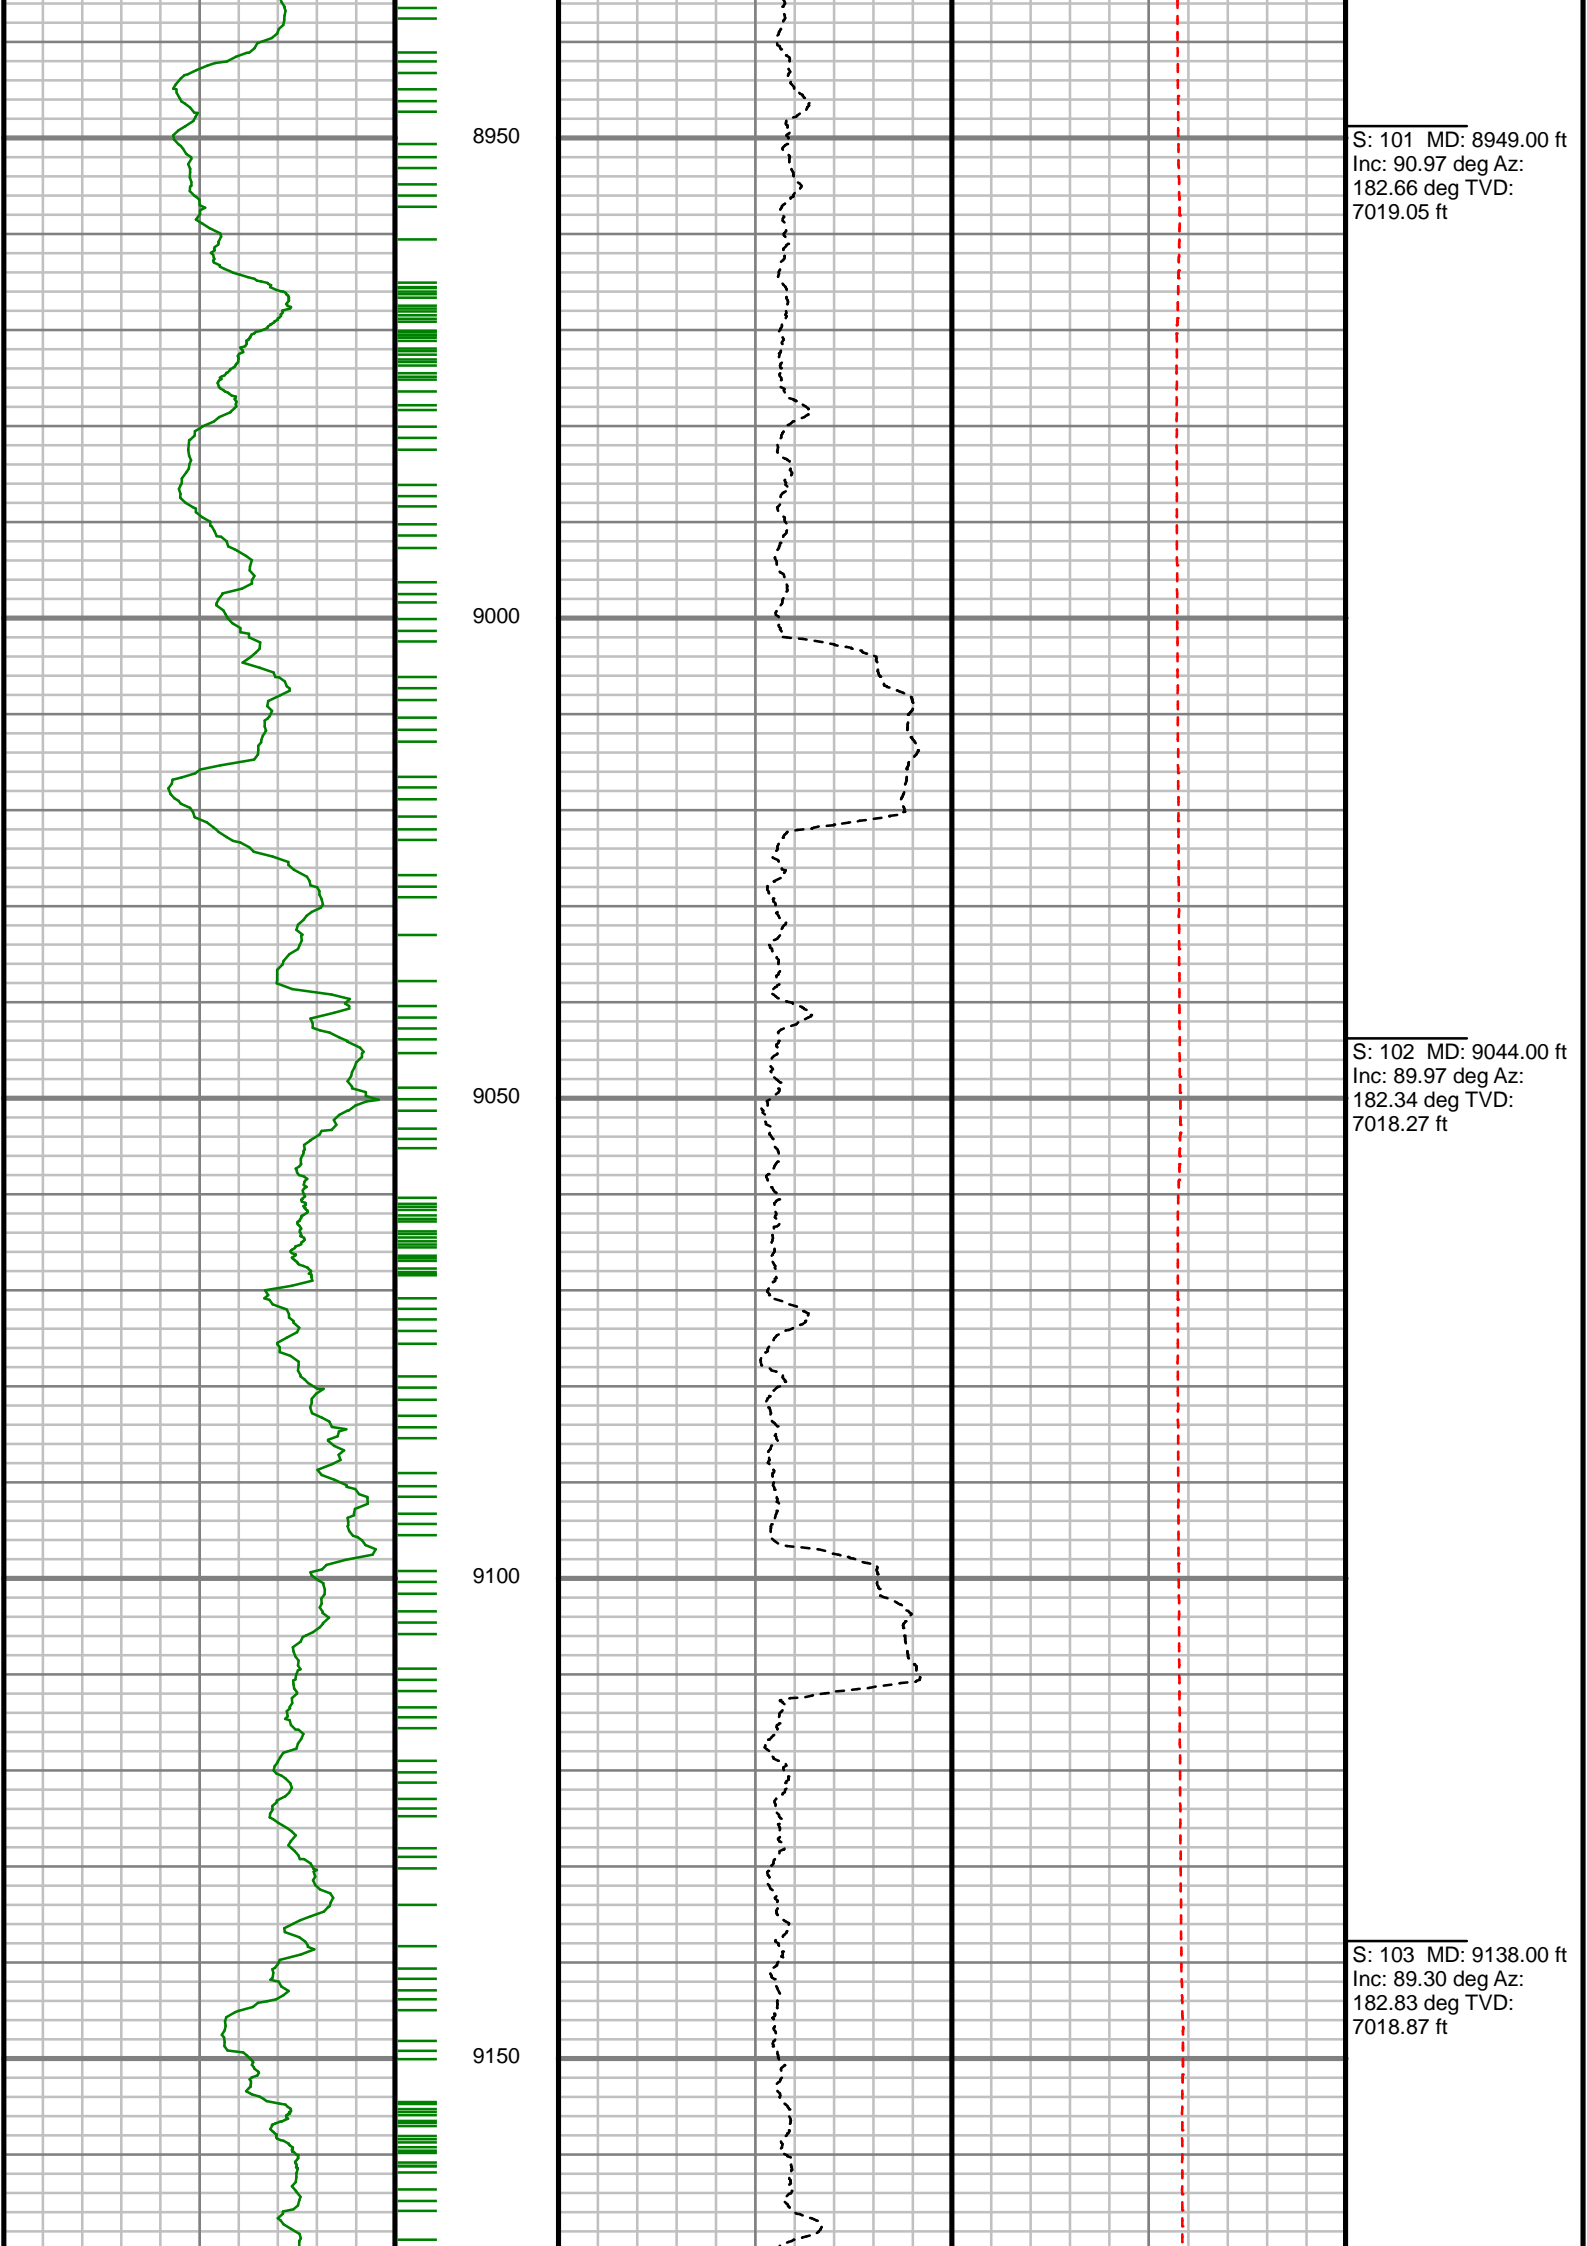 8950
S: 101 MD: 8949.00 ft
Inc: 90.97 deg Az:
182.66 deg TVD:
7019.05 ft
9000
S: 102 MD: 9044.00 ft
Inc: 89.97 deg Az:
182.34 deg TVD:
7018.27 ft
9050
9100
S: 103 MD: 9138.00 ft
Inc: 89.30 deg Az:
182.83 deg TVD:
7018.87 ft
9150